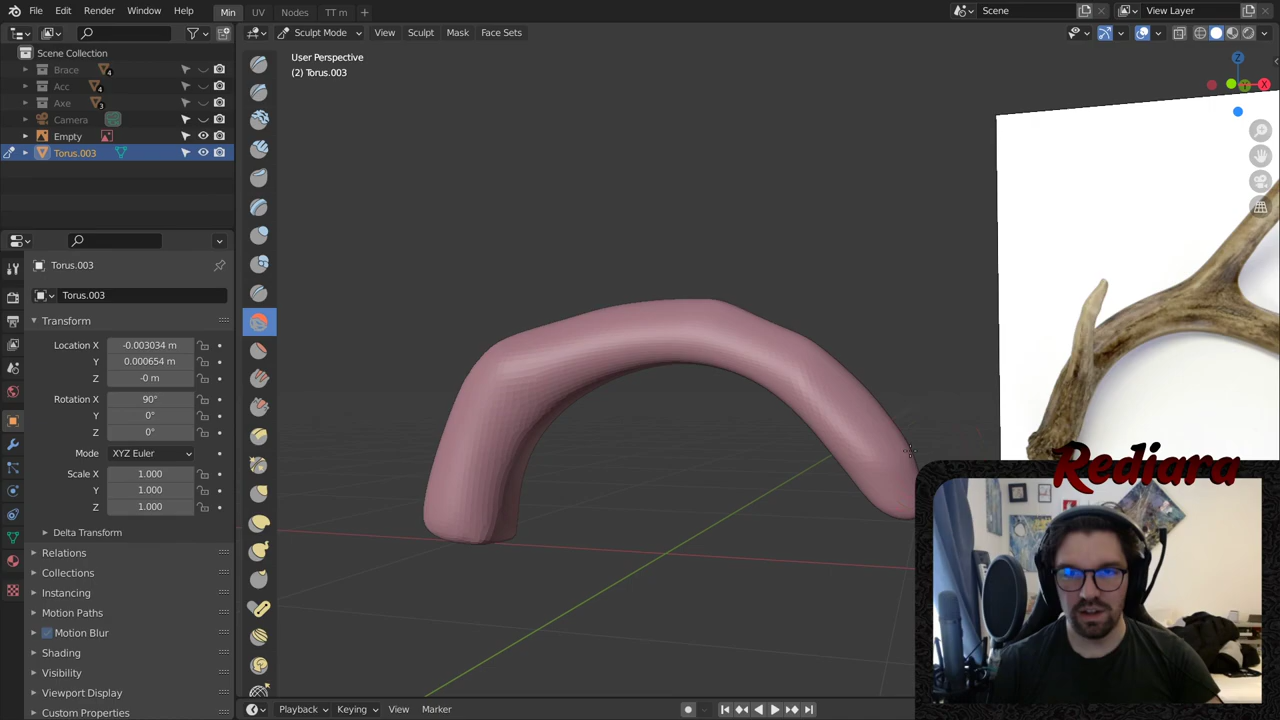 File Edit Render Window Help
Min UV Nodes TT m
Scene
View Layer
Sculpt Mode View Sculpt Mask Face Sets
Scene Collection
Brace 4
Acc 4
Axe 3
Camera
Empty
Torus.003
User Perspective
(2) Torus.003
Z
Y
X
Torus.003
Torus.003
Transform
Location X -0.003034 m
Y 0.000654 m
Z -0 m
Rotation X 90°
Y 0°
Z 0°
Mode XYZ Euler
Scale X 1.000
Y 1.000
Z 1.000
Delta Transform
Relations
Collections
Instancing
Motion Paths
Motion Blur
Shading
Visibility
Viewport Display
Custom Properties
Playback Keying View Marker
Rediara